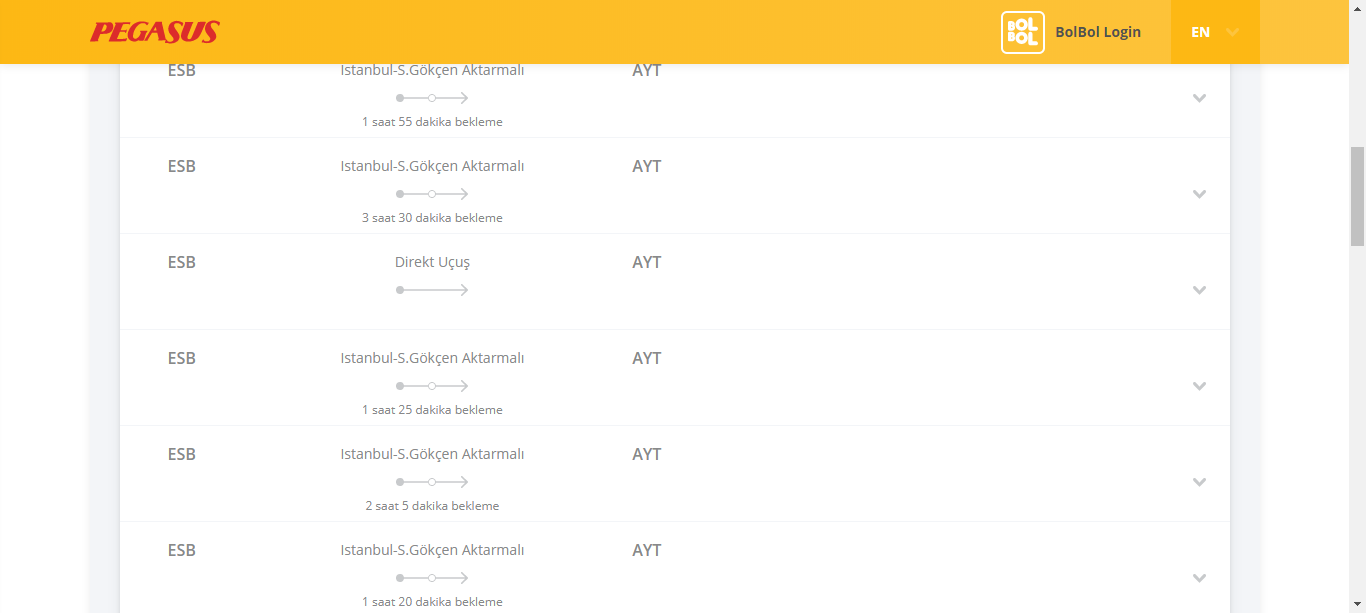 PEGASUS
BOL BOL
BolBol Login
EN
ESB Istanbul-S.Gökçen Aktarmalı AYT
1 saat 55 dakika bekleme
ESB Istanbul-S.Gökçen Aktarmalı AYT
3 saat 30 dakika bekleme
ESB Direkt Uçuş AYT
ESB Istanbul-S.Gökçen Aktarmalı AYT
1 saat 25 dakika bekleme
ESB Istanbul-S.Gökçen Aktarmalı AYT
2 saat 5 dakika bekleme
ESB Istanbul-S.Gökçen Aktarmalı AYT
1 saat 20 dakika bekleme